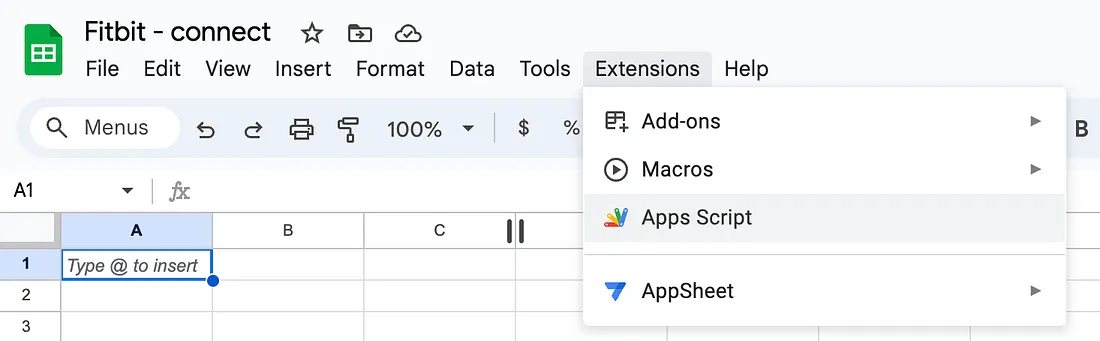 Fitbit - connect
File Edit View Insert Format Data Tools Extensions Help
Menus 100% $ % B
Add-ons
Macros
Apps Script
AppSheet
A1 fx
A B C
1 Type @ to insert
2
3